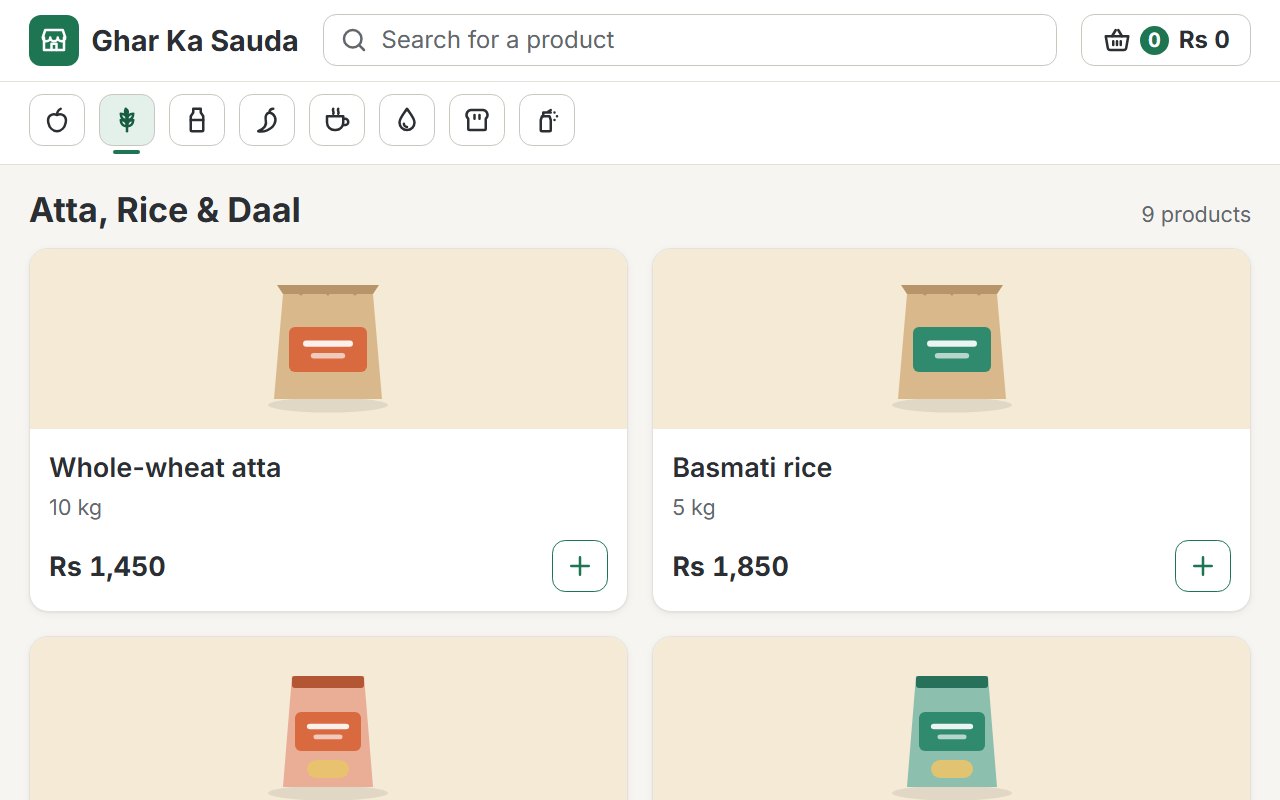 Ghar Ka Sauda
Search for a product
0 Rs 0
Atta, Rice & Daal
9 products
Whole-wheat atta
10 kg
Rs 1,450
Basmati rice
5 kg
Rs 1,850